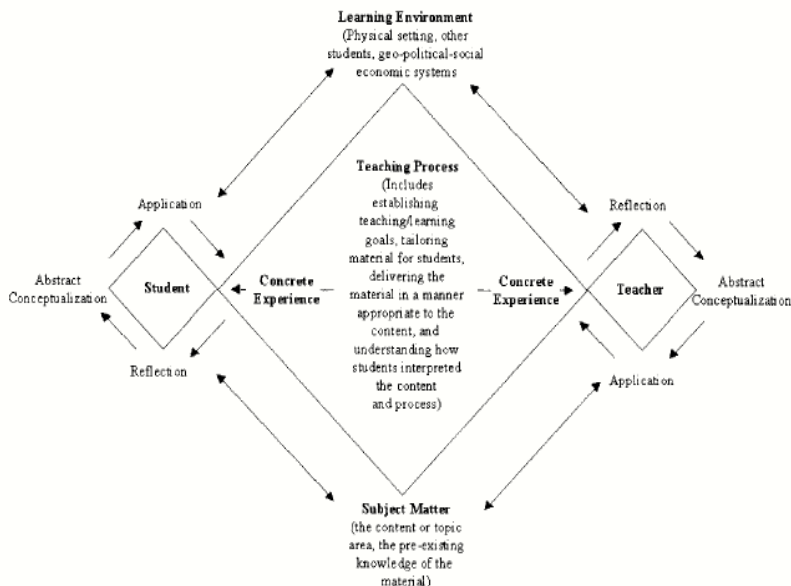 Learning Environment
(Physical setting, other
students, geo-political-social
economic systems
Teaching Process
(Includes
establishing
teaching/learning
goals, tailoring
material for students,
delivering the
material in a manner
appropriate to the
content, and
understanding how
students interpreted
the content
and process)
Application
Abstract
Conceptualization
Student
Reflection
Concrete
Experience
Concrete
Experience
Reflection
Teacher
Abstract
Conceptualization
Application
Subject Matter
(the content or topic
area, the pre-existing
knowledge of the
material)